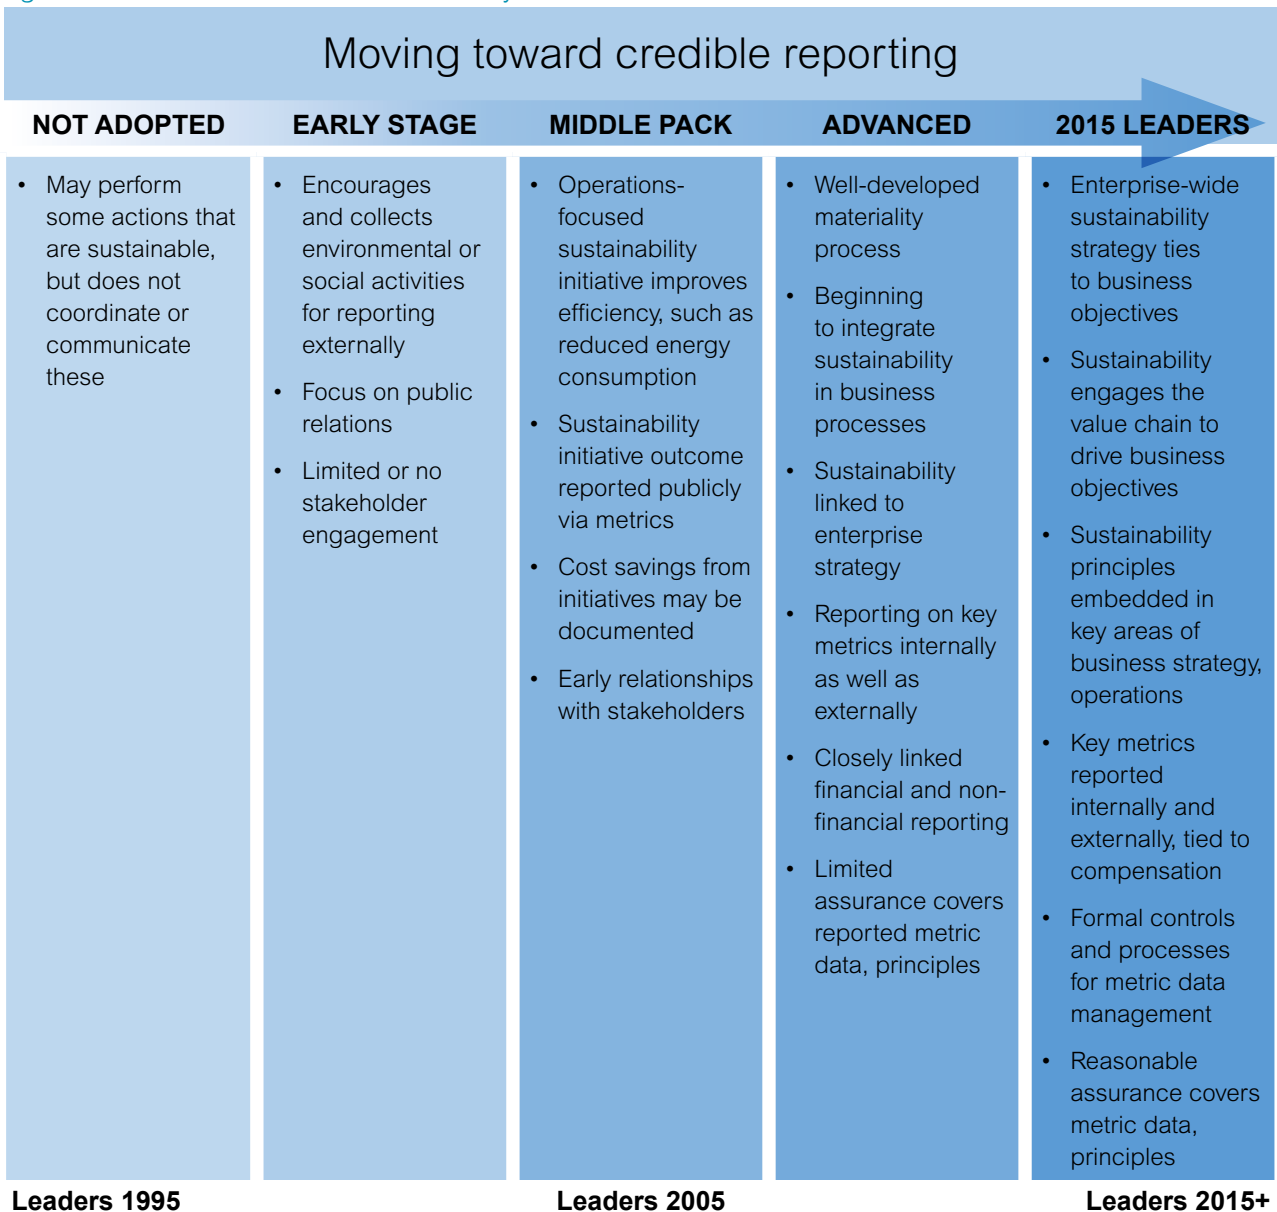 Moving toward credible reporting
NOT ADOPTED
EARLY STAGE
MIDDLE PACK
ADVANCED
2015 LEADERS
• May perform
some actions that
are sustainable,
but does not
coordinate or
communicate
these
• Encourages
and collects
environmental or
social activities
for reporting
externally
• Focus on public
relations
• Limited or no
stakeholder
engagement
• Operations-
focused
sustainability
initiative improves
efficiency, such as
reduced energy
consumption
• Sustainability
initiative outcome
reported publicly
via metrics
• Cost savings from
initiatives may be
documented
• Early relationships
with stakeholders
• Well-developed
materiality
process
• Beginning
to integrate
sustainability
in business
processes
• Sustainability
linked to
enterprise
strategy
• Reporting on key
metrics internally
as well as
externally
• Closely linked
financial and non-
financial reporting
• Limited
assurance covers
reported metric
data, principles
• Enterprise-wide
sustainability
strategy ties
to business
objectives
• Sustainability
engages the
value chain to
drive business
objectives
• Sustainability
principles
embedded in
key areas of
business strategy,
operations
• Key metrics
reported
internally and
externally, tied to
compensation
• Formal controls
and processes
for metric data
management
• Reasonable
assurance covers
metric data,
principles
Leaders 1995
Leaders 2005
Leaders 2015+